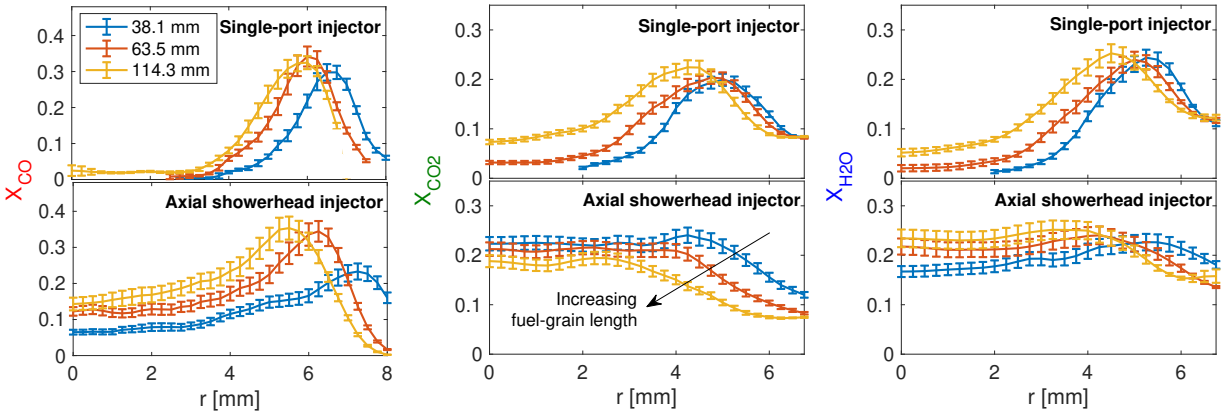 Single-port injector
38.1 mm
63.5 mm
114.3 mm
0.4
0.3
0.2
0.1
0
X_CO
Axial showerhead injector
0.4
0.3
0.2
0.1
0
0 2 4 6 8
r [mm]
Single-port injector
0.3
0.2
0.1
0
X_CO2
Axial showerhead injector
0.3
0.2
0.1
0
Increasing
fuel-grain length
0 2 4 6
r [mm]
Single-port injector
0.3
0.2
0.1
0
X_H2O
Axial showerhead injector
0.3
0.2
0.1
0
0 2 4 6
r [mm]